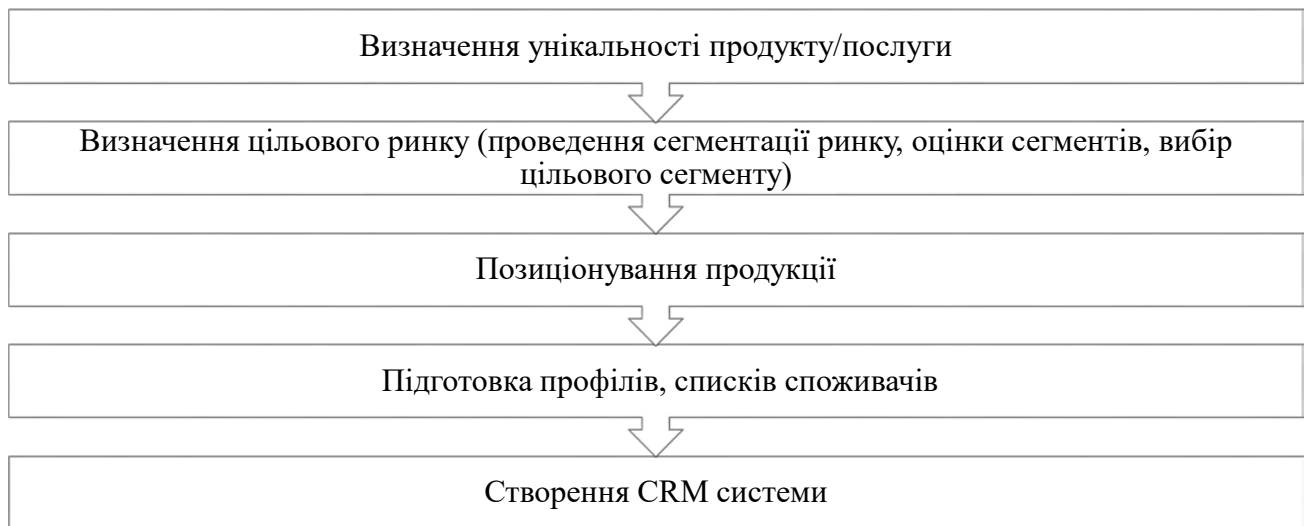 Визначення унікальності продукту/послуги
Визначення цільового ринку (проведення сегментації ринку, оцінки сегментів, вибір
цільового сегменту)
Позиціонування продукції
Підготовка профілів, списків споживачів
Створення CRM системи